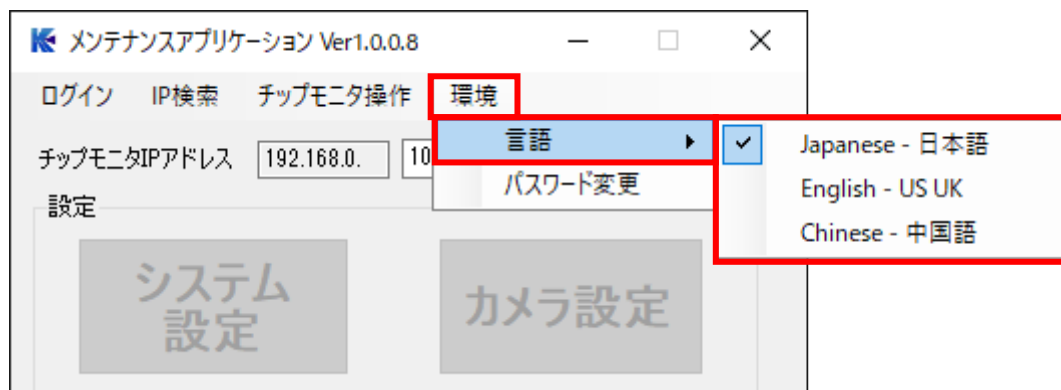 メンテナンスアプリケーション Ver1.0.0.8
ログイン IP検索 チップモニタ操作 環境
言語
Japanese - 日本語
English - US UK
Chinese - 中国語
パスワード変更
チップモニタIPアドレス 192.168.0. 10
設定
システム
設定
カメラ設定